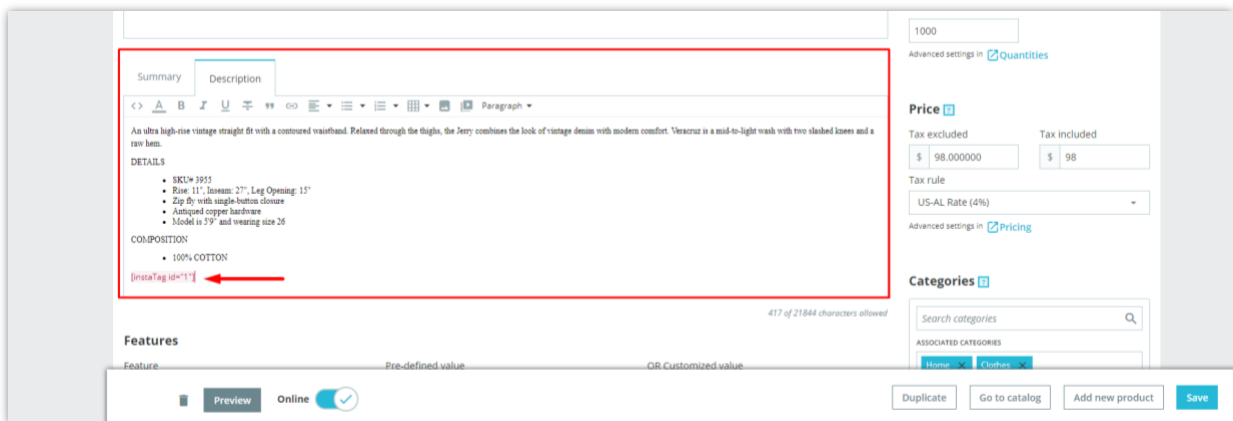 1000
Advanced settings in Quantities
Summary
Description
Paragraph
An ultra high-rise vintage straight fit with a contoured waistband. Relaxed through the thighs, the Jerry combines the look of vintage denim with modern comfort. Veracruz is a mid-to-light wash with two slashed knees and a
raw hem.
DETAILS
SKU# 3955
Rise: 11", Inseam: 27", Leg Opening: 15"
Zip fly with single-button closure
Antiqued copper hardware
Model is 5'9" and wearing size 26
COMPOSITION
100% COTTON
[instaTag id="1"]
417 of 21844 characters allowed
Price
Tax excluded Tax included
$ 98.000000 $ 98
Tax rule
US-AL Rate (4%)
Advanced settings in Pricing
Categories
Search categories
ASSOCIATED CATEGORIES
Home Clothes
Features
Feature Pre-defined value OR Customized value
Preview Online Duplicate Go to catalog Add new product Save